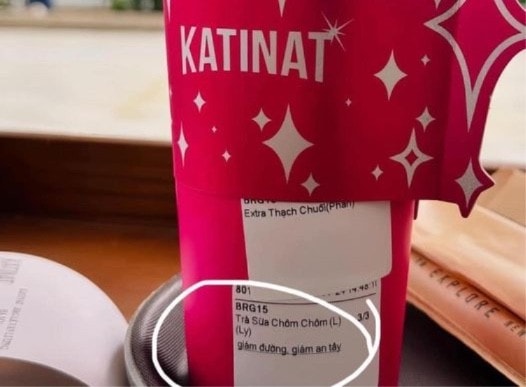 KATINAT
Extra Thạch Chuối(Phần)
801
BRG15
Trà Sữa Chôm Chôm (L) 3/3
(Ly)
giảm đường, giảm an tây
EXPLORE